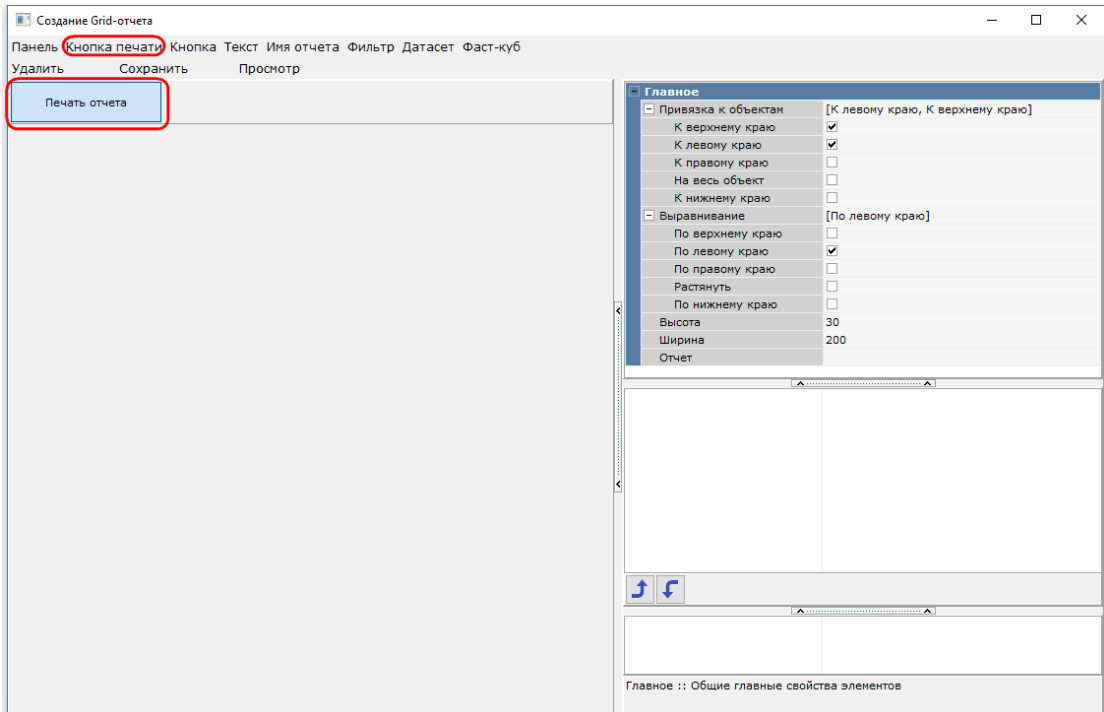 Создание Grid-отчета
Панель Кнопка печати Кнопка Текст Имя отчета Фильтр Датасет Фаст-куб
Удалить Сохранить Просмотр
Печать отчета
Главное
Привязка к объектам [К левому краю, К верхнему краю]
К верхнему краю
К левому краю
К правому краю
На весь объект
К нижнему краю
Выравнивание [По левому краю]
По верхнему краю
По левому краю
По правому краю
Растянуть
По нижнему краю
Высота 30
Ширина 200
Отчет
Главное :: Общие главные свойства элементов